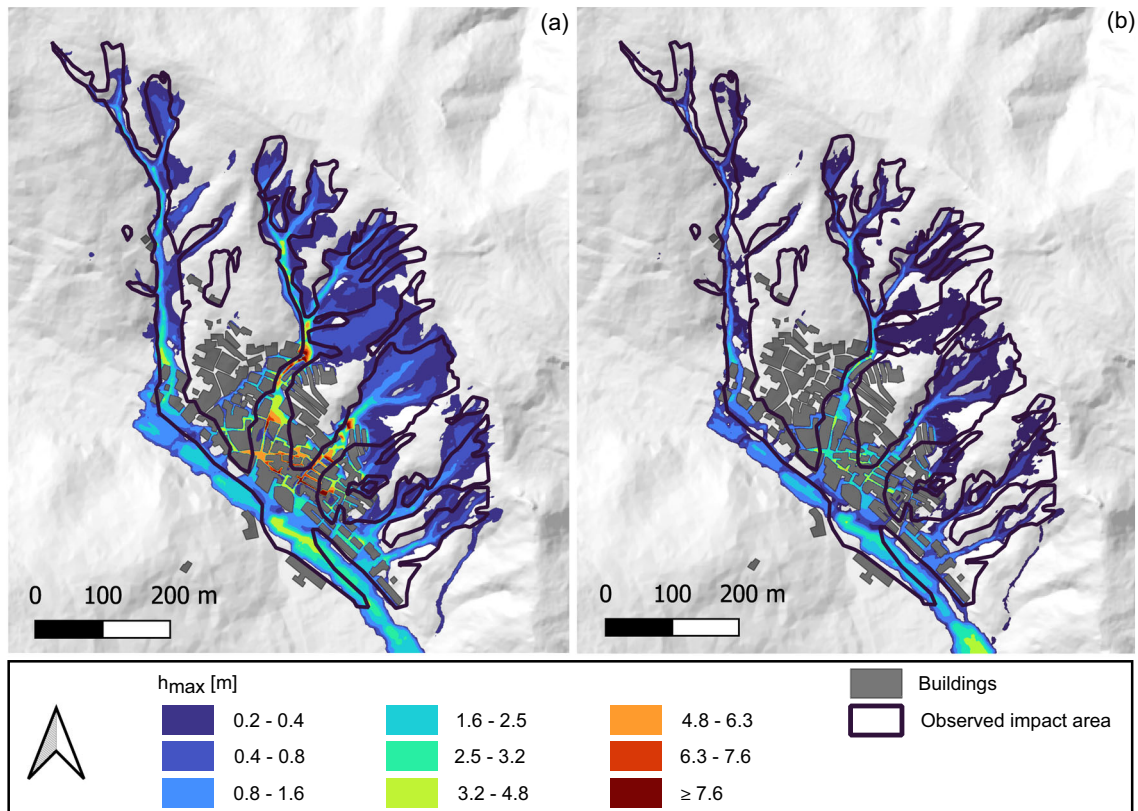 (a)
(b)
0 100 200 m
0 100 200 m
hmax [m]
0.2 - 0.4
0.4 - 0.8
0.8 - 1.6
1.6 - 2.5
2.5 - 3.2
3.2 - 4.8
4.8 - 6.3
6.3 - 7.6
≥ 7.6
Buildings
Observed impact area